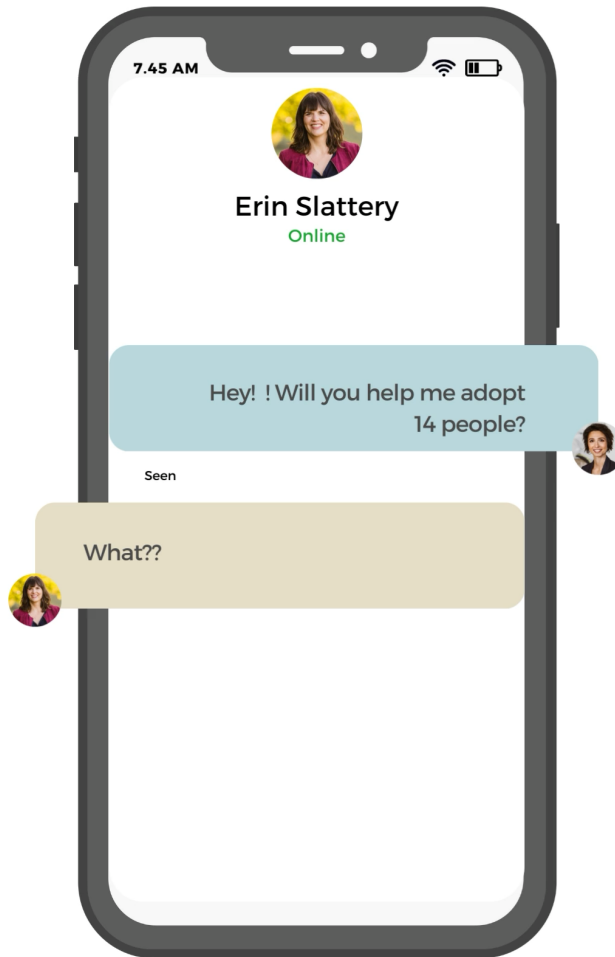 7.45 AM
Erin Slattery
Online
Hey! ! Will you help me adopt
14 people?
Seen
What??